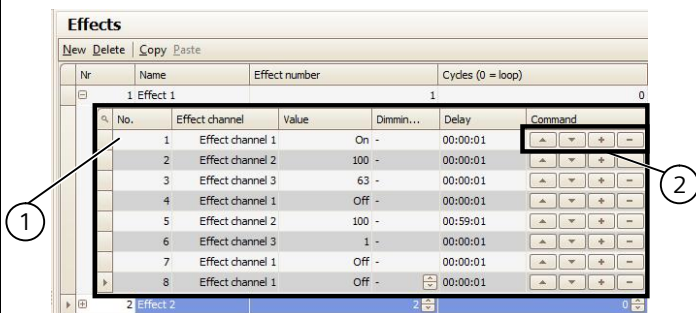 Effects
New Delete Copy Paste
Nr Name Effect number Cycles (0 = loop)
1 Effect 1 1 0
No. Effect channel Value Dimmin... Delay Command
1 Effect channel 1 On - 00:00:01
2 Effect channel 2 100 - 00:00:01
3 Effect channel 3 63 - 00:00:01
4 Effect channel 1 Off - 00:00:01
5 Effect channel 2 100 - 00:59:01
6 Effect channel 3 1 - 00:00:01
7 Effect channel 1 Off - 00:00:01
8 Effect channel 1 Off - 00:00:01
2 Effect 2 2 0
1
2